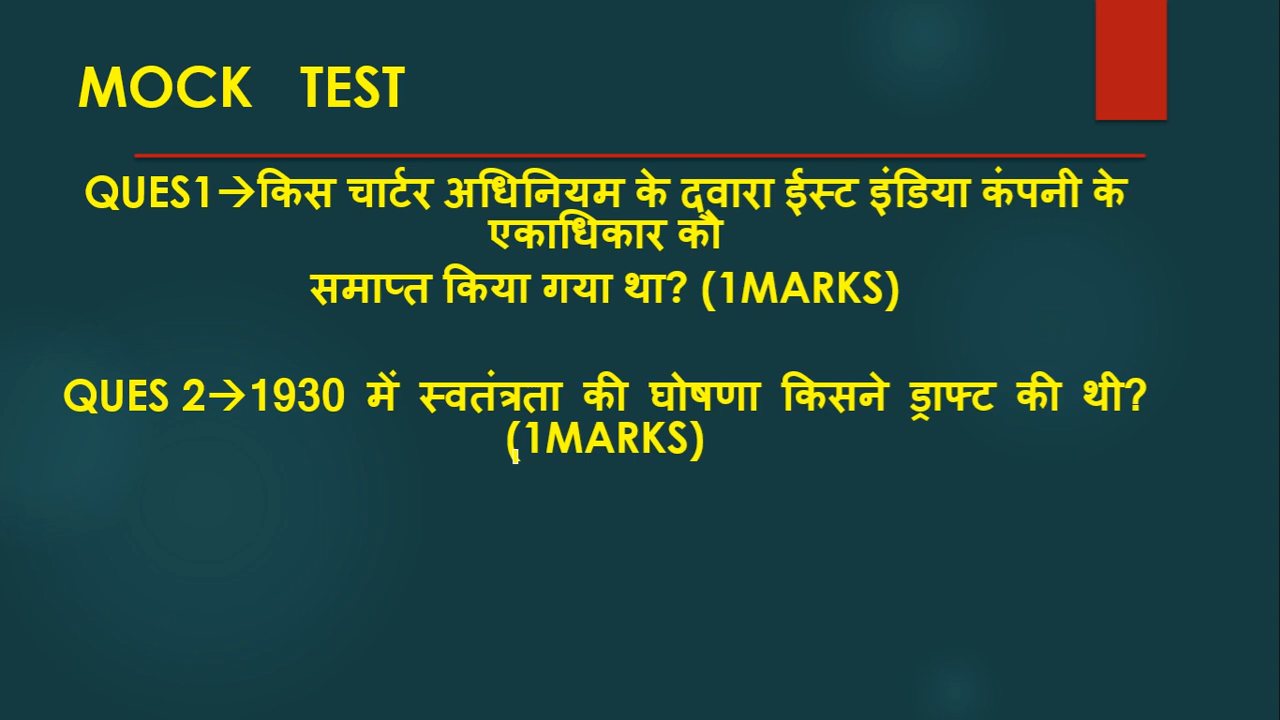 MOCK TEST
QUES1→किस चार्टर अधिनियम के द्वारा ईस्ट इंडिया कंपनी के
एकाधिकार को
समाप्त किया गया था? (1MARKS)
QUES 2→1930 में स्वतंत्रता की घोषणा किसने ड्राफ्ट की थी?
(1MARKS)